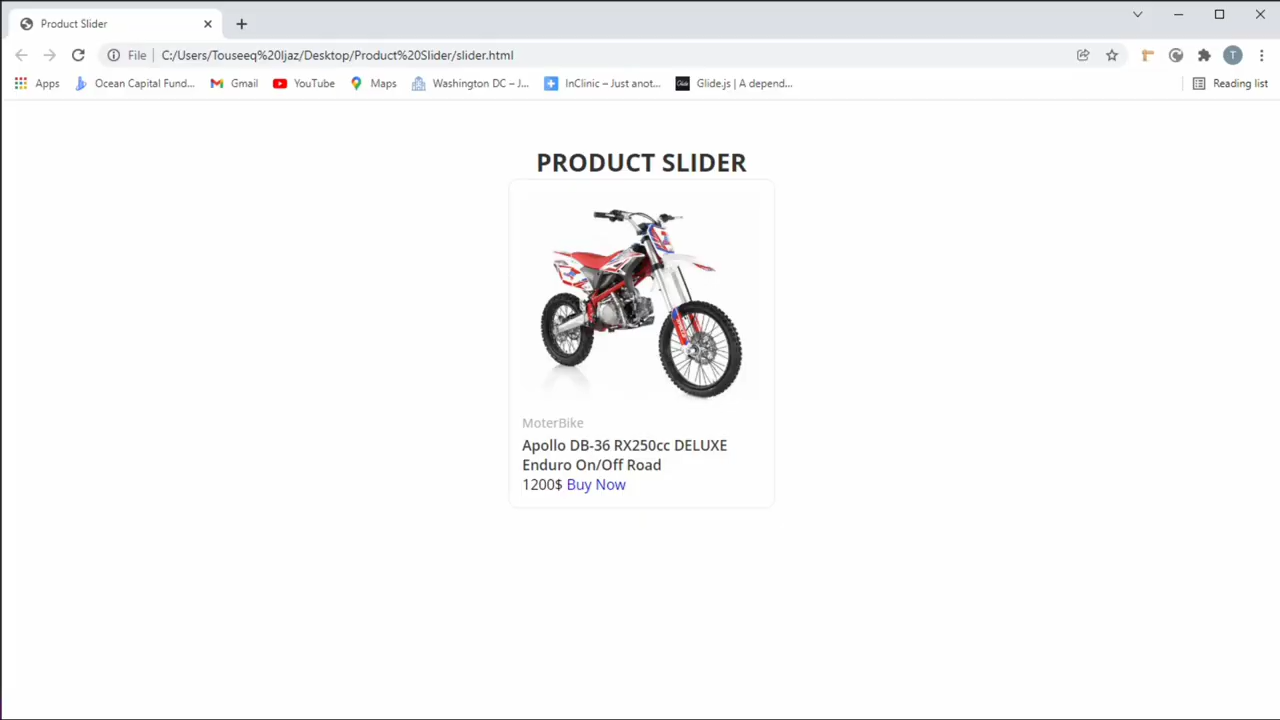 Product Slider
File
C:/Users/Touseeq%20Ijaz/Desktop/Product%20Slider/slider.html
T
Apps
Ocean Capital Fund...
Gmail
YouTube
Maps
Washington DC – J...
InClinic – Just anot...
Glide.js | A depend...
Reading list
PRODUCT SLIDER
MoterBike
Apollo DB-36 RX250cc DELUXE
Enduro On/Off Road
1200$ Buy Now